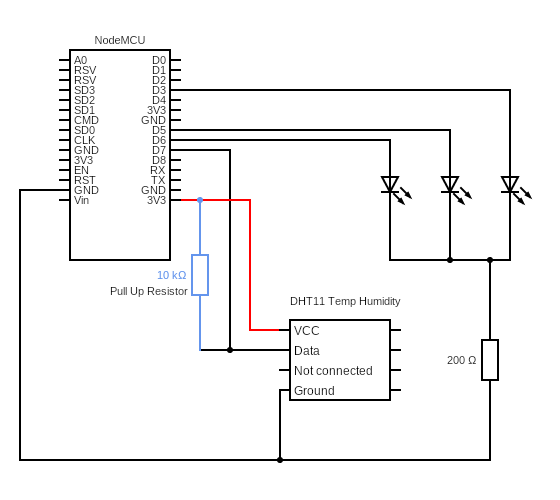 NodeMCU
A0 D0
RSV D1
RSV D2
SD3 D3
SD2 D4
SD1 3V3
CMD GND
SD0 D5
CLK D6
GND D7
3V3 D8
EN RX
RST TX
GND GND
Vin 3V3
10 kΩ
Pull Up Resistor
DHT11 Temp Humidity
VCC
Data
Not connected
Ground
200 Ω